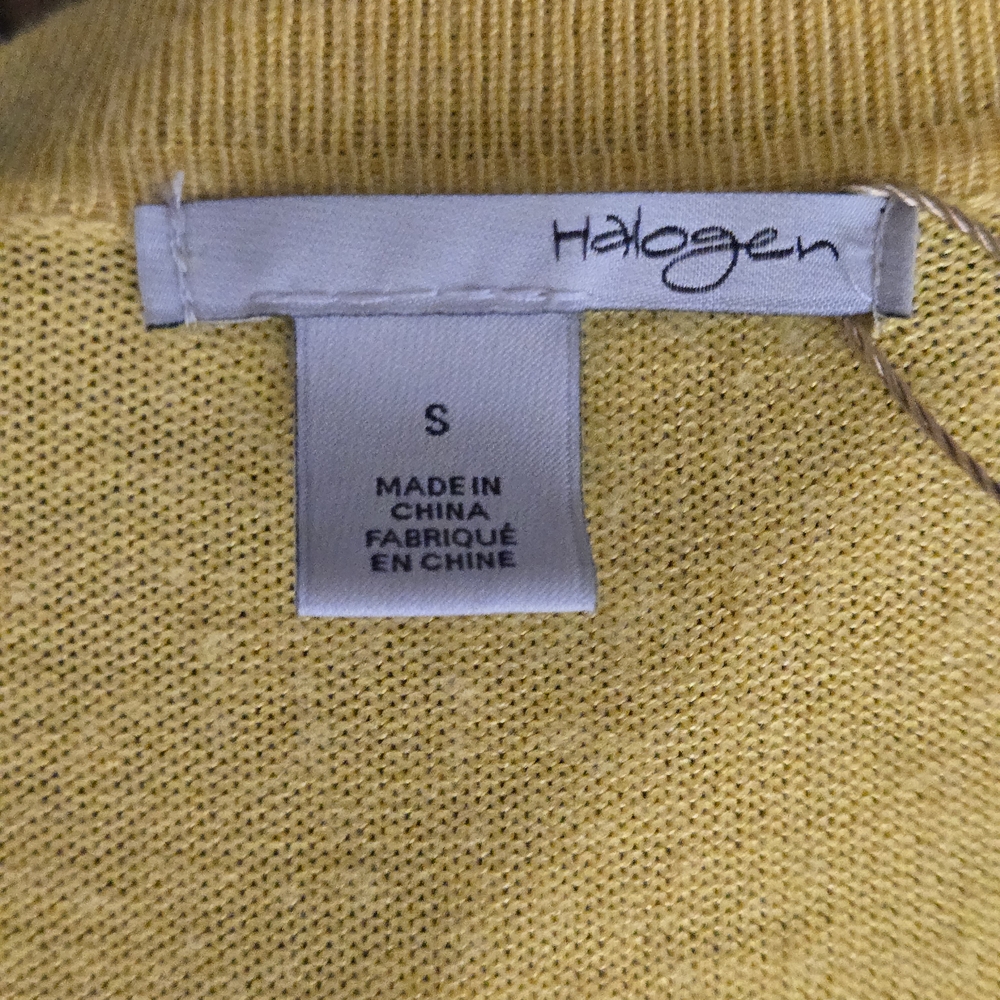 Halogen
S
MADE IN
CHINA
FABRIQUÉ
EN CHINE